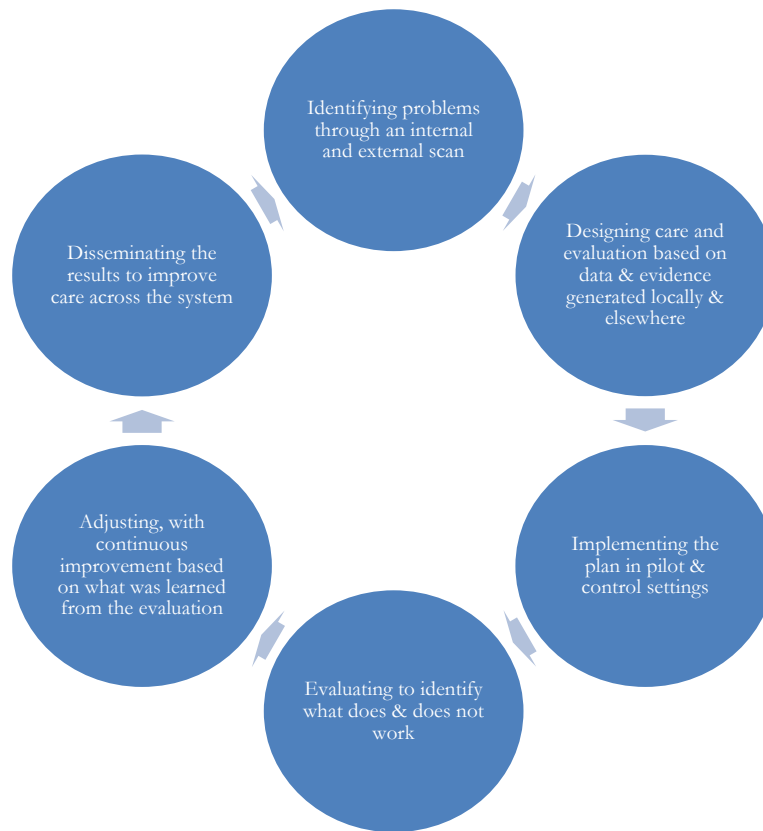 Identifying problems
through an internal
and external scan
Designing care and
evaluation based on
data & evidence
generated locally &
elsewhere
Implementing the
plan in pilot &
control settings
Evaluating to identify
what does & does not
work
Adjusting, with
continuous
improvement based
on what was learned
from the evaluation
Disseminating the
results to improve
care across the system